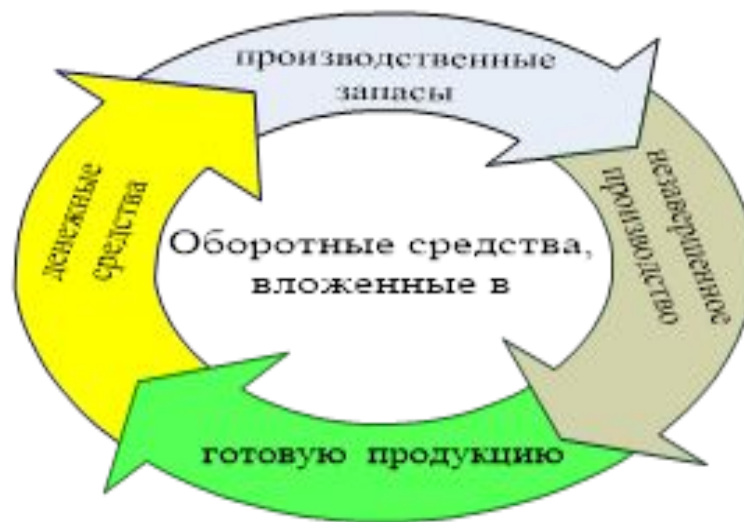 производственные
запасы
незавершенное
производство
Оборотные средства,
вложенные в
денежные
средства
готовую продукцию